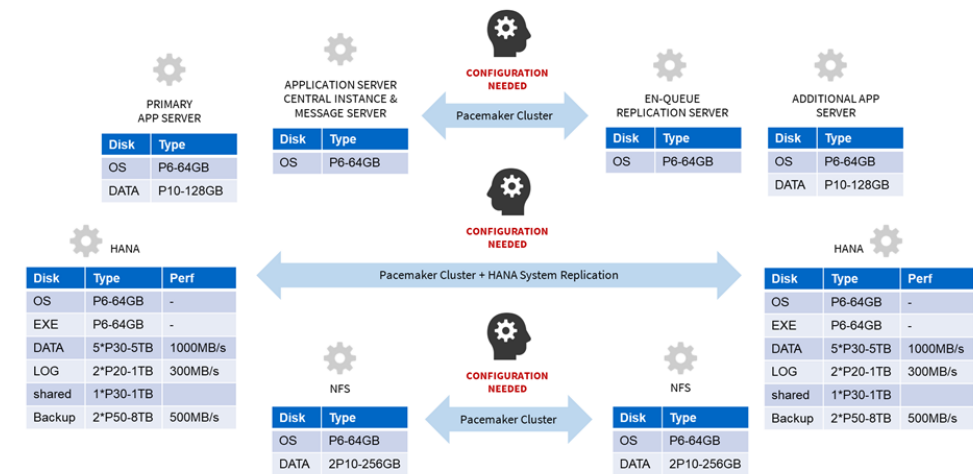 CONFIGURATION
NEEDED
PRIMARY
APP SERVER
Disk Type
OS P6-64GB
DATA P10-128GB
APPLICATION SERVER
CENTRAL INSTANCE &
MESSAGE SERVER
Disk Type
OS P6-64GB
Pacemaker Cluster
EN-QUEUE
REPLICATION SERVER
Disk Type
OS P6-64GB
ADDITIONAL APP
SERVER
Disk Type
OS P6-64GB
DATA P10-128GB
CONFIGURATION
NEEDED
HANA
Disk Type Perf
OS P6-64GB -
EXE P6-64GB -
DATA 5*P30-5TB 1000MB/s
LOG 2*P20-1TB 300MB/s
shared 1*P30-1TB
Backup 2*P50-8TB 500MB/s
Pacemaker Cluster + HANA System Replication
HANA
Disk Type Perf
OS P6-64GB -
EXE P6-64GB -
DATA 5*P30-5TB 1000MB/s
LOG 2*P20-1TB 300MB/s
shared 1*P30-1TB
Backup 2*P50-8TB 500MB/s
CONFIGURATION
NEEDED
NFS
Disk Type
OS P6-64GB
DATA 2P10-256GB
Pacemaker Cluster
NFS
Disk Type
OS P6-64GB
DATA 2P10-256GB